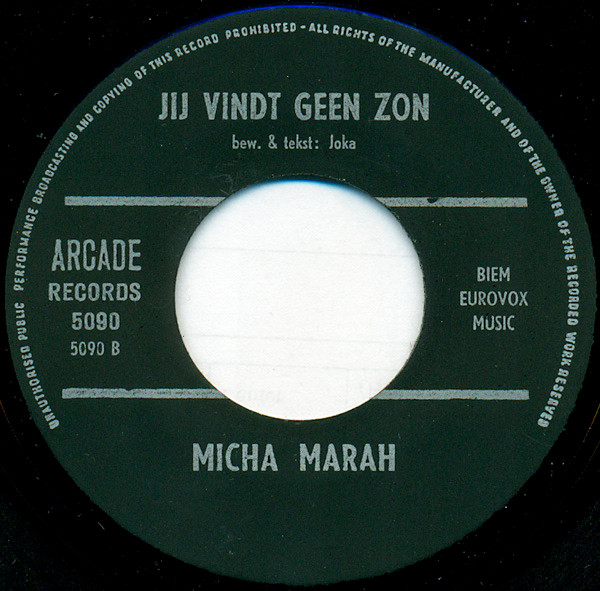 UNAUTHORISED PUBLIC PERFORMANCE BROADCASTING AND COPYING OF THIS RECORD PROHIBITED - ALL RIGHTS OF THE MANUFACTURER AND OF THE OWNER OF THE RECORDED WORK RESERVED
JIJ VINDT GEEN ZON
bew. & tekst: Joka
ARCADE
RECORDS
5090
5090 B
BIEM
EUROVOX
MUSIC
MICHA MARAH